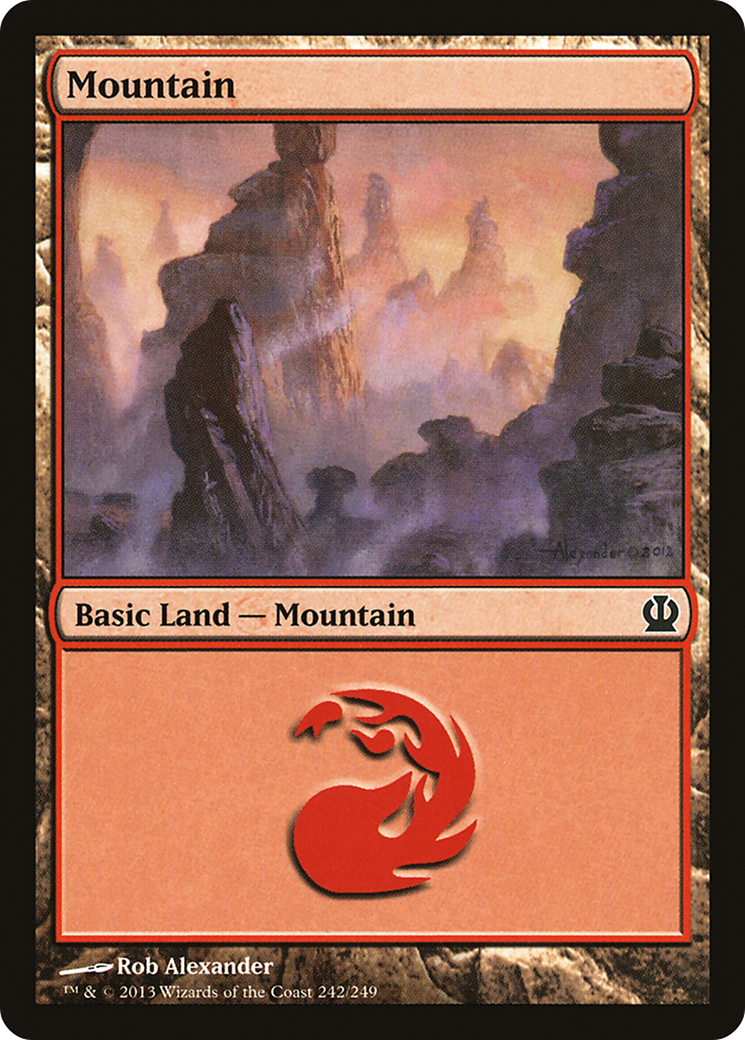 Mountain
Alexander © 2012
Basic Land — Mountain
Rob Alexander
™ & © 2013 Wizards of the Coast 242/249